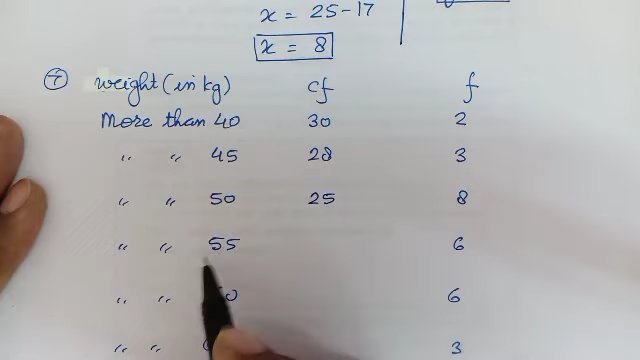 x = 25-17
x = 8
7 weight (in kg) cf f
More than 40 30 2
" " 45 28 3
" " 50 25 8
" " 55 6
" " 6
" " 3